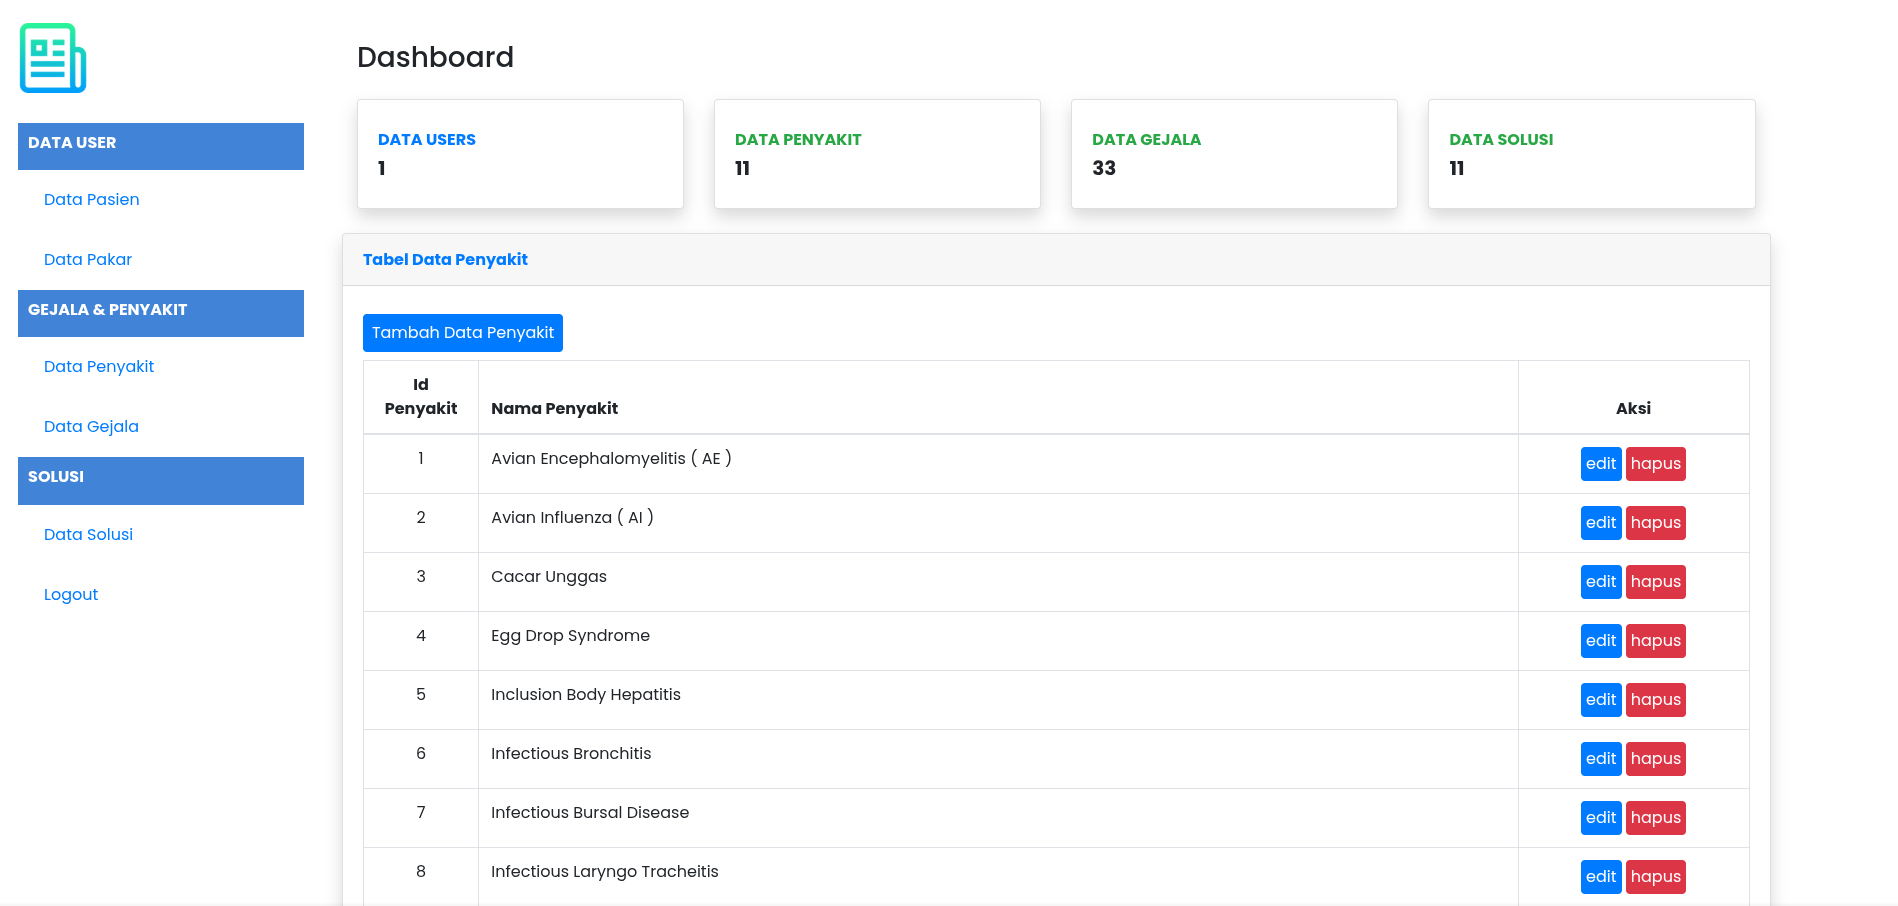 Dashboard
DATA USER
Data Pasien
Data Pakar
GEJALA & PENYAKIT
Data Penyakit
Data Gejala
SOLUSI
Data Solusi
Logout
DATA USERS
1
DATA PENYAKIT
11
DATA GEJALA
33
DATA SOLUSI
11
Tabel Data Penyakit
Tambah Data Penyakit
Id Penyakit Nama Penyakit Aksi
1 Avian Encephalomyelitis ( AE ) edit hapus
2 Avian Influenza ( AI ) edit hapus
3 Cacar Unggas edit hapus
4 Egg Drop Syndrome edit hapus
5 Inclusion Body Hepatitis edit hapus
6 Infectious Bronchitis edit hapus
7 Infectious Bursal Disease edit hapus
8 Infectious Laryngo Tracheitis edit hapus